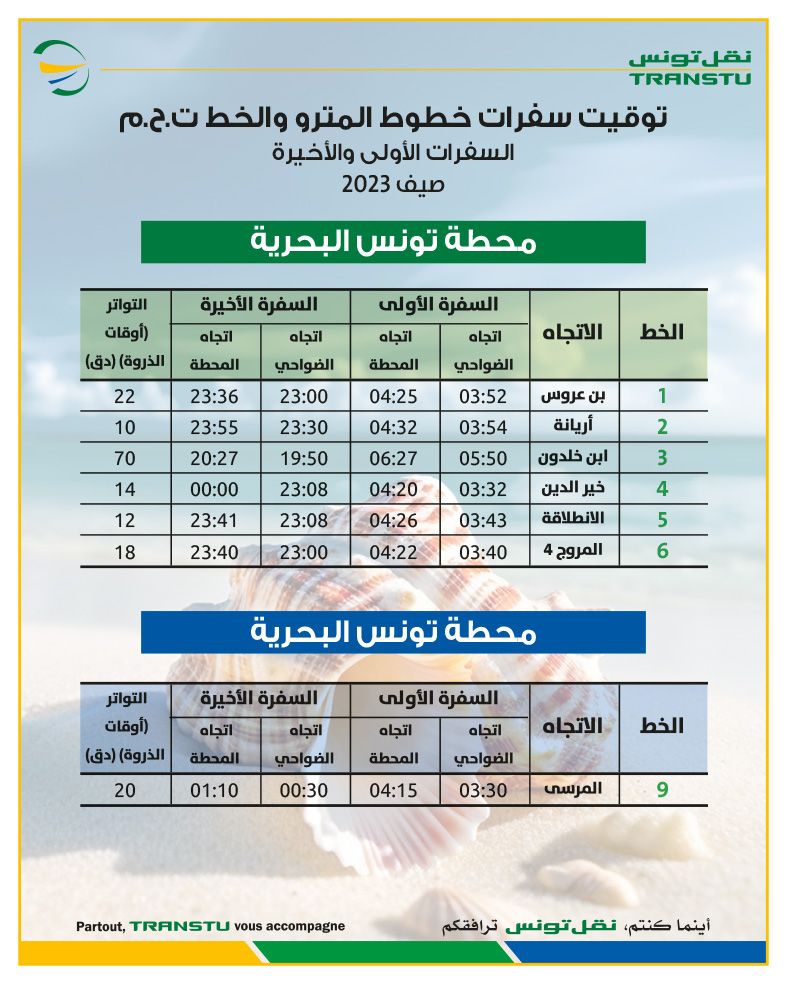 نقل تونس
TRANSTU
توقيت سفرات خطوط المترو والخط ت.ح.م
السفرات الأولى والأخيرة
صيف 2023
محطة تونس البحرية
الخط الاتجاه السفرة الأولى السفرة الأخيرة التواتر (أوقات الذروة) (دق)
اتجاه الضواحي اتجاه المحطة اتجاه الضواحي اتجاه المحطة
1 بن عروس 03:52 04:25 23:00 23:36 22
2 أريانة 03:54 04:32 23:30 23:55 10
3 ابن خلدون 05:50 06:27 19:50 20:27 70
4 خير الدين 03:32 04:20 23:08 00:00 14
5 الانطلاقة 03:43 04:26 23:08 23:41 12
6 المروج 4 03:40 04:22 23:00 23:40 18
محطة تونس البحرية
الخط الاتجاه السفرة الأولى السفرة الأخيرة التواتر (أوقات الذروة) (دق)
اتجاه الضواحي اتجاه المحطة اتجاه الضواحي اتجاه المحطة
9 المرسى 03:30 04:15 00:30 01:10 20
أينما كنتم، نقل تونس ترافقكم
Partout, TRANSTU vous accompagne